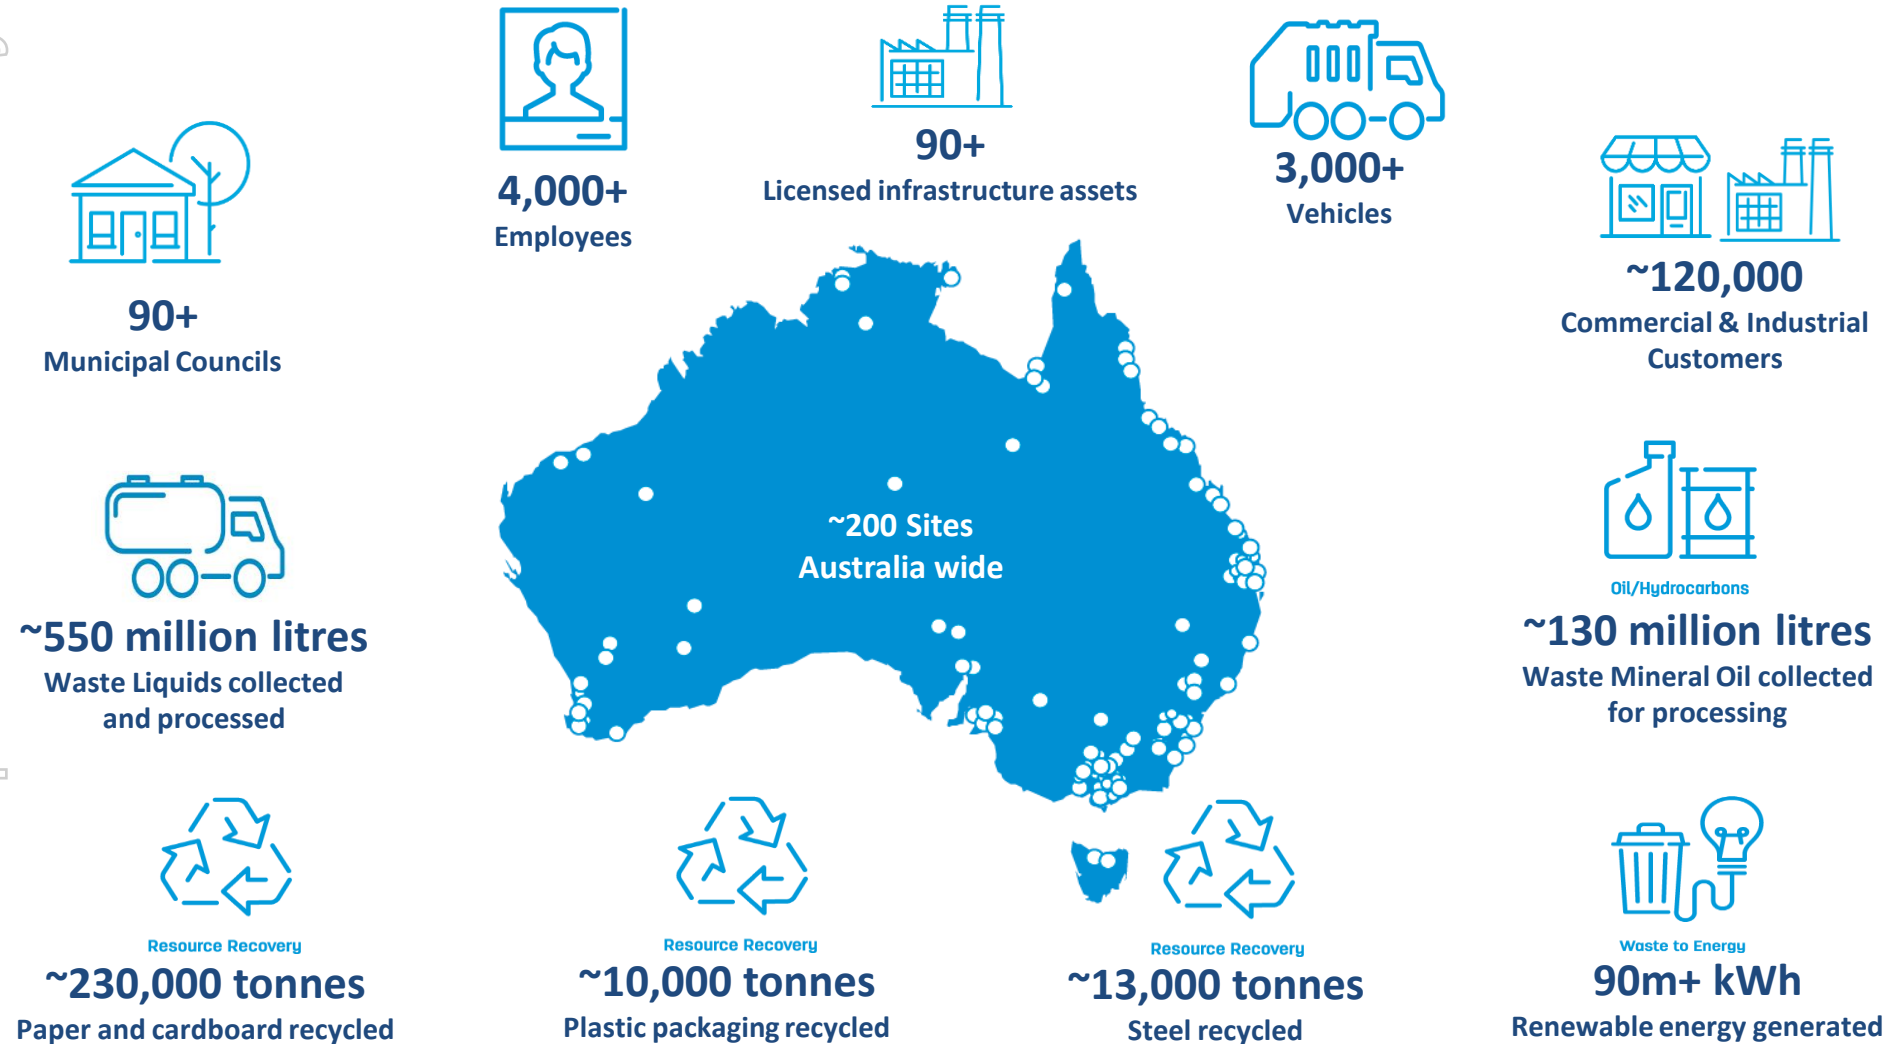 4,000+
Employees
90+
Licensed infrastructure assets
3,000+
Vehicles
90+
Municipal Councils
~120,000
Commercial & Industrial
Customers
~200 Sites
Australia wide
~550 million litres
Waste Liquids collected
and processed
Oil/Hydrocarbons
~130 million litres
Waste Mineral Oil collected
for processing
Resource Recovery
~230,000 tonnes
Paper and cardboard recycled
Resource Recovery
~10,000 tonnes
Plastic packaging recycled
Resource Recovery
~13,000 tonnes
Steel recycled
Waste to Energy
90m+ kWh
Renewable energy generated